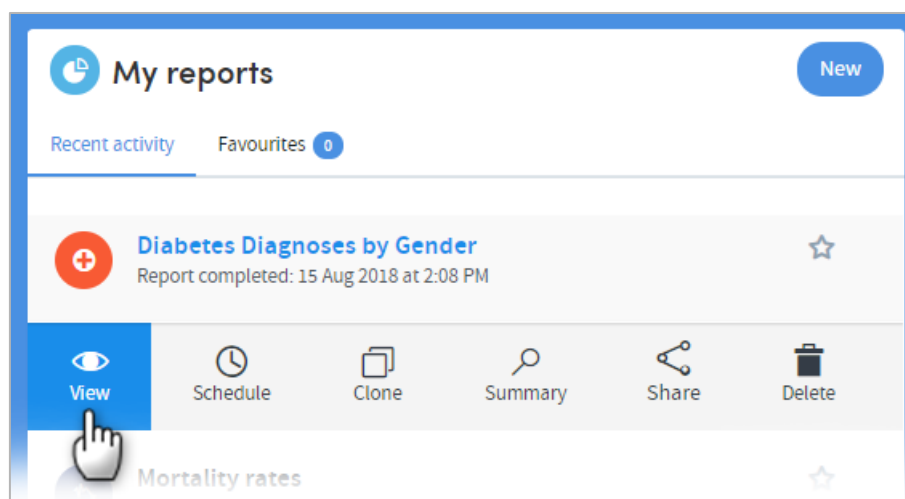 My reports
New
Recent activity Favourites 0
Diabetes Diagnoses by Gender
Report completed: 15 Aug 2018 at 2:08 PM
View Schedule Clone Summary Share Delete
Mortality rates